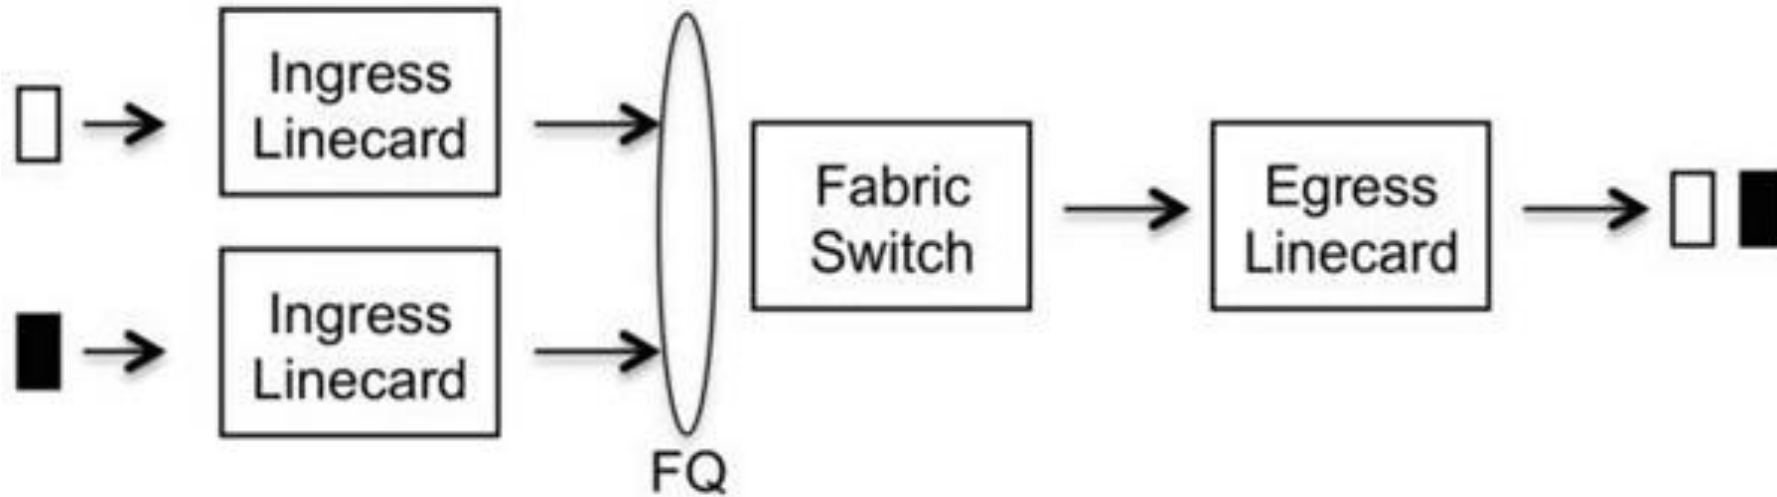 Ingress
Linecard
Ingress
Linecard
FQ
Fabric
Switch
Egress
Linecard